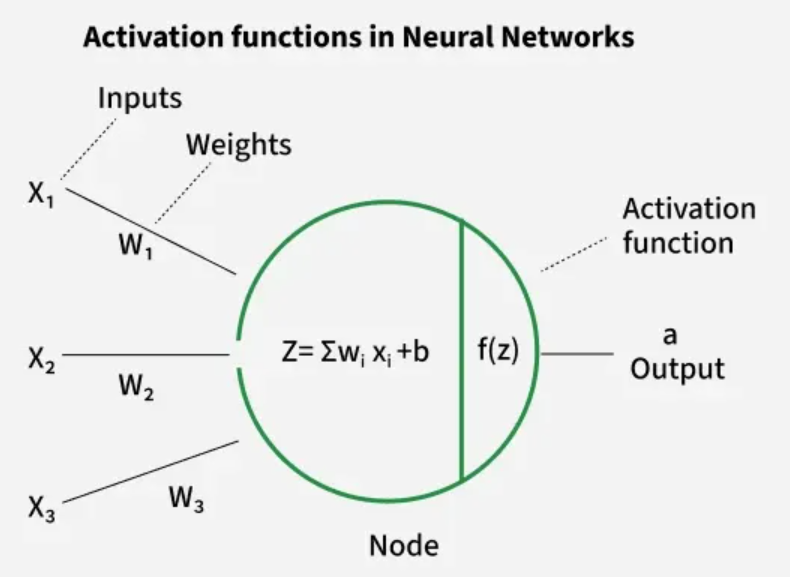 Activation functions in Neural Networks
Inputs
Weights
X₁
W₁
Activation
function
Z= Σwᵢ xᵢ +b
f(z)
a
Output
X₂
W₂
X₃
W₃
Node